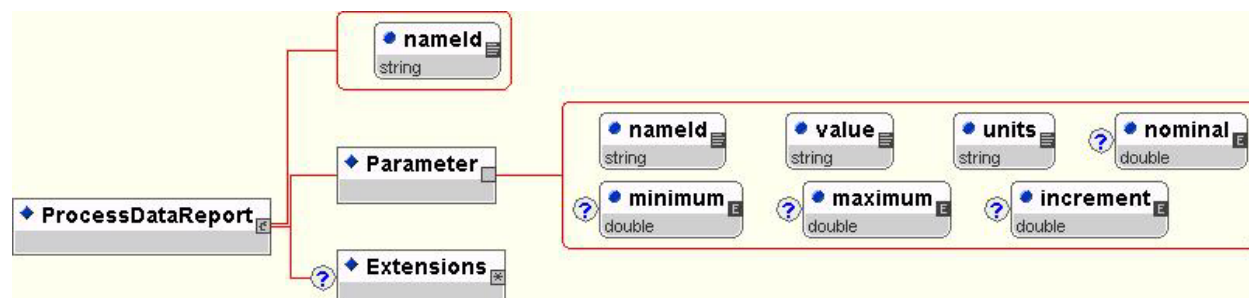 nameId
string
nameId value units ? nominal
string string string double
Parameter
? minimum ? maximum ? increment
double double double
ProcessDataReport
? Extensions